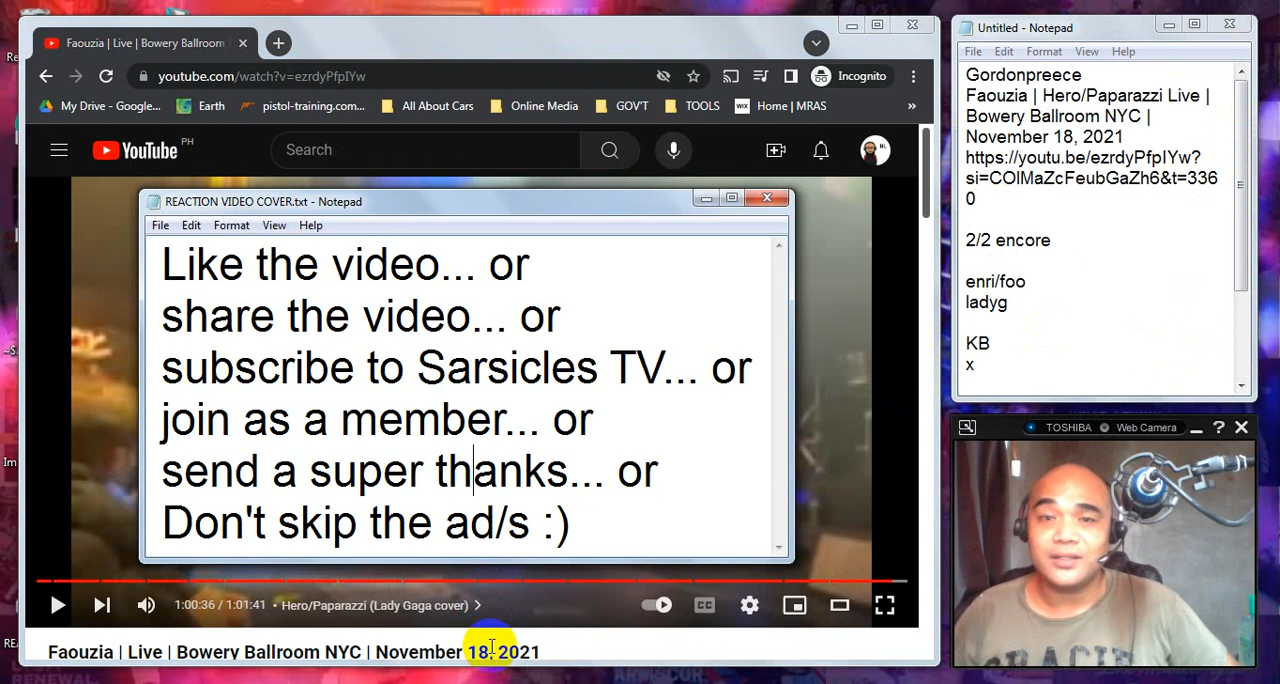 Faouzia | Live | Bowery Ballroom
youtube.com/watch?v=ezrdyPfpIYw
Incognito
My Drive - Google...
Earth
pistol-training.com...
All About Cars
Online Media
GOV'T
TOOLS
WIX
Home | MRAS
»
YouTube
PH
Search
REACTION VIDEO COVER.txt - Notepad
File Edit Format View Help
Like the video... or
share the video... or
subscribe to Sarsicles TV... or
join as a member... or
send a super thanks... or
Don't skip the ad/s :)
1:00:36 / 1:01:41 • Hero/Paparazzi (Lady Gaga cover)
CC
Faouzia | Live | Bowery Ballroom NYC | November 18, 2021
Untitled - Notepad
File Edit Format View Help
Gordonpreece
Faouzia | Hero/Paparazzi Live |
Bowery Ballroom NYC |
November 18, 2021
https://youtu.be/ezrdyPfpIYw?
si=COlMaZcFeubGaZh6&t=336
0
2/2 encore
enri/foo
ladyg
KB
x
TOSHIBA Web Camera
GRACIE